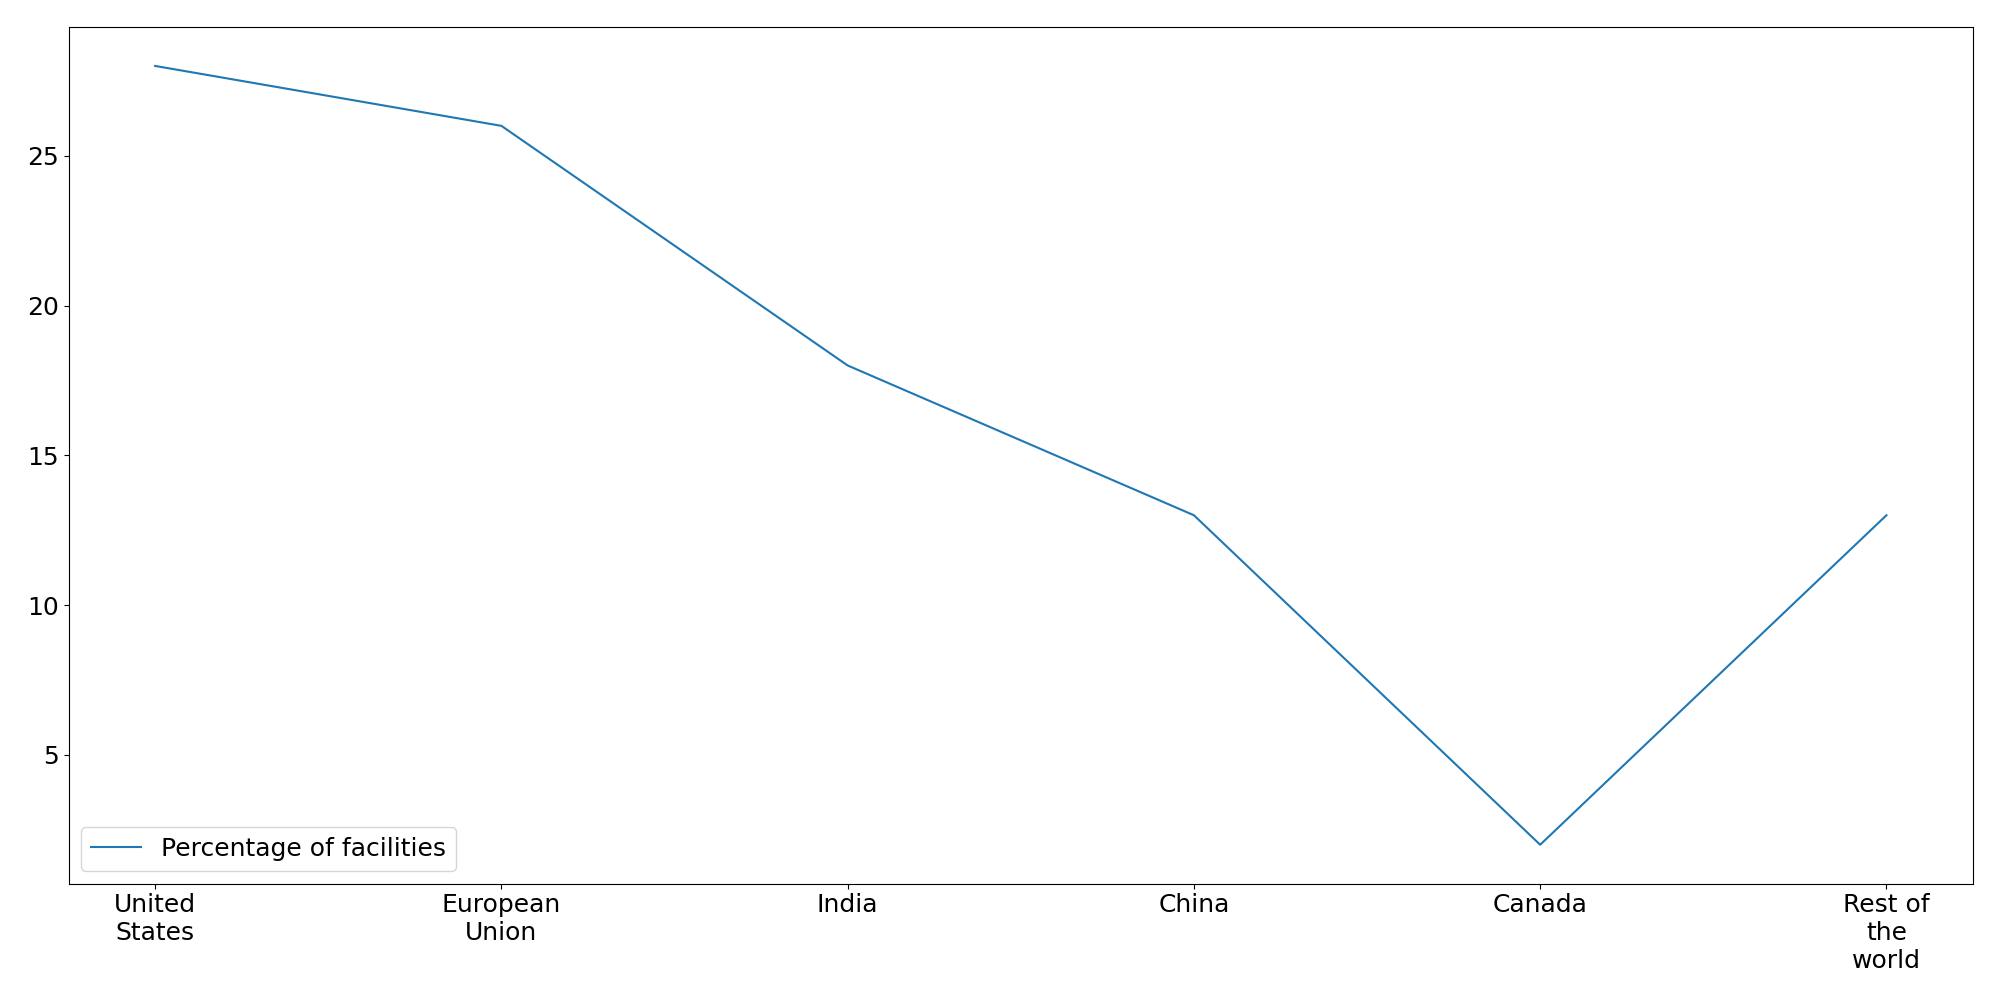 25
20
15
10
5
Percentage of facilities
United
States
European
Union
India
China
Canada
Rest of
the
world